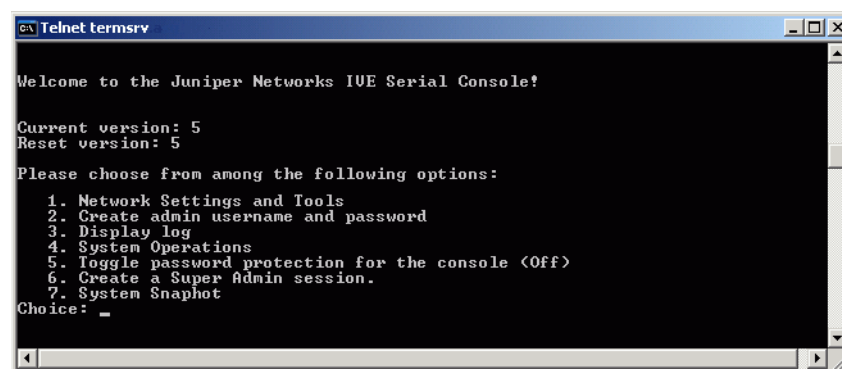 Telnet termsrv
Welcome to the Juniper Networks IVE Serial Console!
Current version: 5
Reset version: 5
Please choose from among the following options:
1. Network Settings and Tools
2. Create admin username and password
3. Display log
4. System Operations
5. Toggle password protection for the console (Off)
6. Create a Super Admin session.
7. System Snaphot
Choice: _